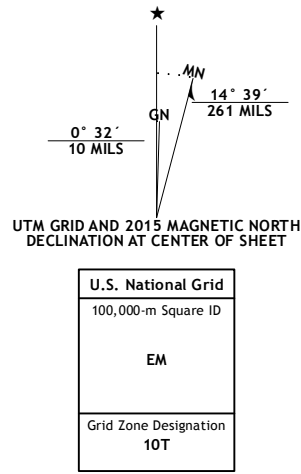 ★
MN
GN
14° 39´
261 MILS
0° 32´
10 MILS
UTM GRID AND 2015 MAGNETIC NORTH
DECLINATION AT CENTER OF SHEET
U.S. National Grid
100,000-m Square ID
EM
Grid Zone Designation
10T